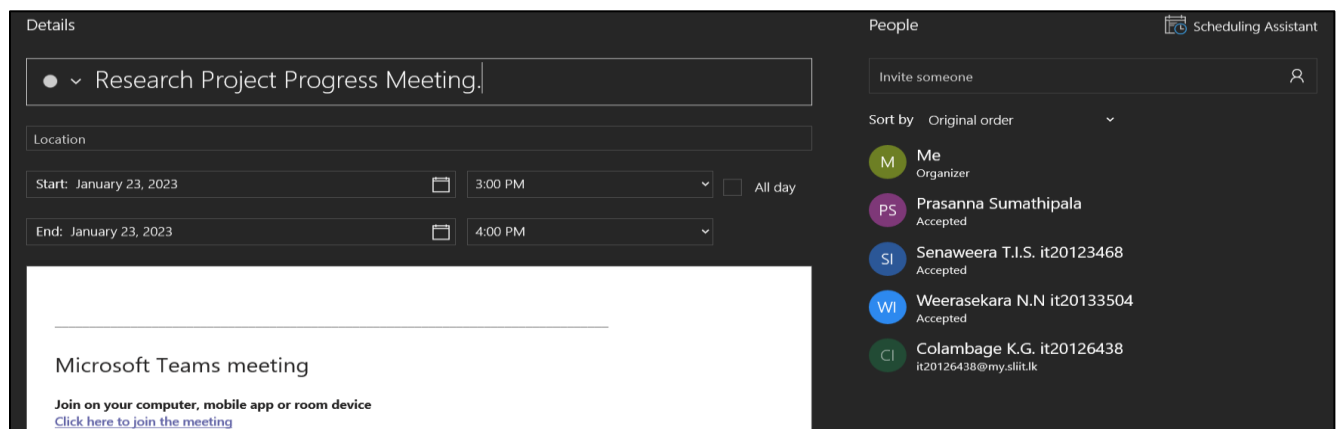 Details
Research Project Progress Meeting.
Location
Start: January 23, 2023
3:00 PM
All day
End: January 23, 2023
4:00 PM
Microsoft Teams meeting
Join on your computer, mobile app or room device
Click here to join the meeting
People
Scheduling Assistant
Invite someone
Sort by Original order
M
Me
Organizer
PS
Prasanna Sumathipala
Accepted
SI
Senaweera T.I.S. it20123468
Accepted
WI
Weerasekara N.N it20133504
Accepted
CI
Colambage K.G. it20126438
it20126438@my.sliit.lk